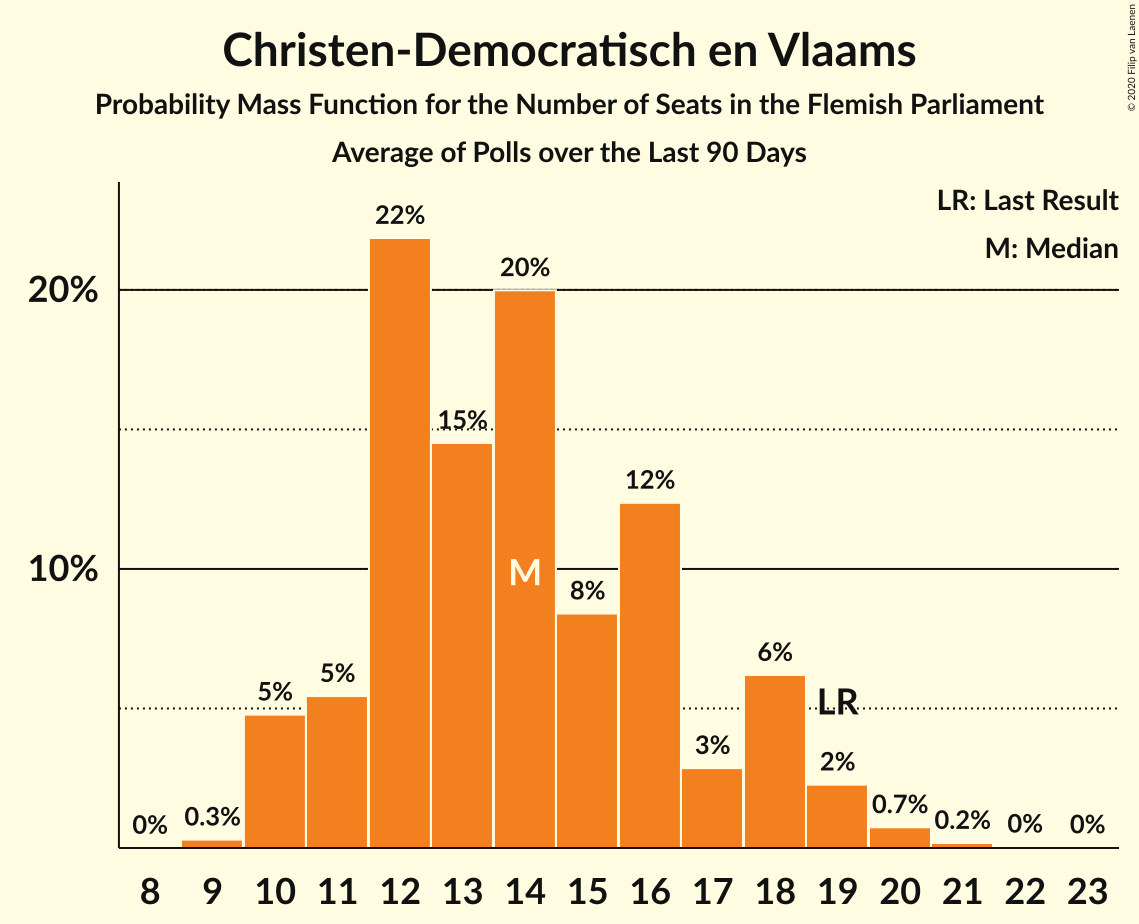 Christen-Democratisch en Vlaams
Probability Mass Function for the Number of Seats in the Flemish Parliament
Average of Polls over the Last 90 Days
© 2020 Filip van Laenen
LR: Last Result
M: Median
20%
10%
0%
0.3%
5%
5%
22%
15%
20%
M
8%
12%
3%
6%
LR
2%
0.7%
0.2%
0%
0%
8 9 10 11 12 13 14 15 16 17 18 19 20 21 22 23